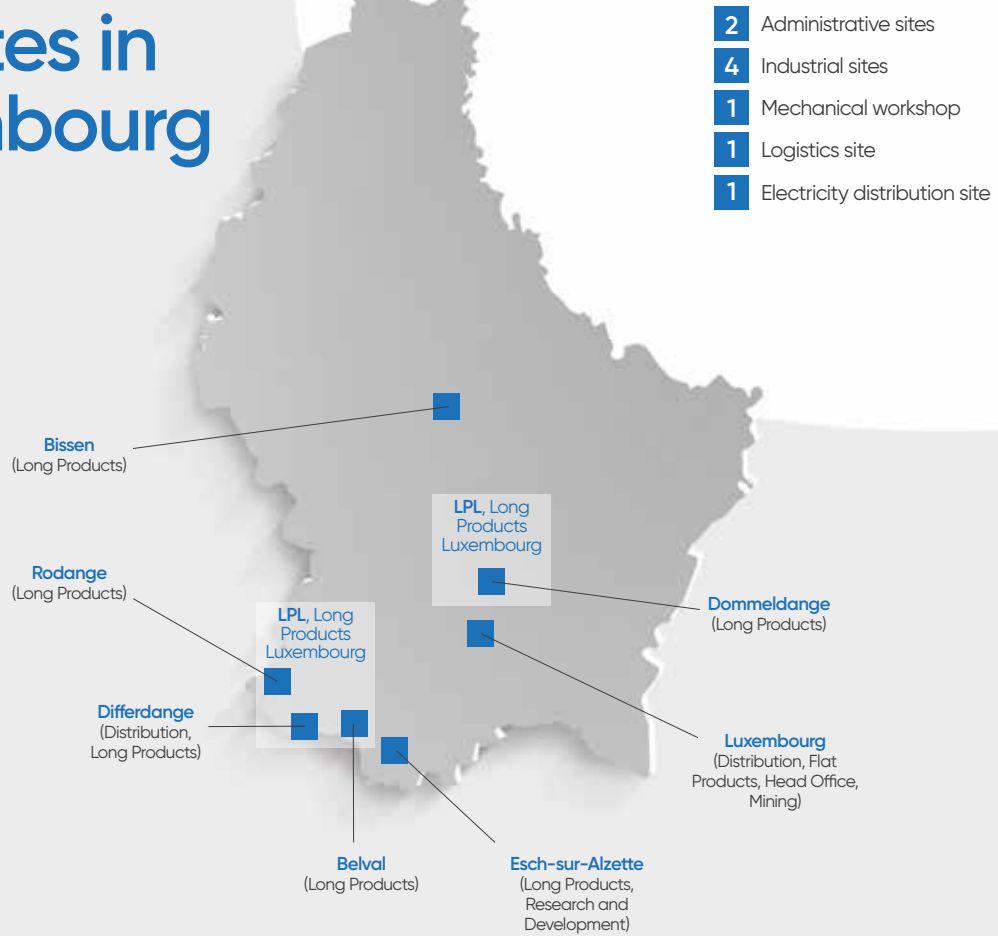 tes in
bourg
2 Administrative sites
4 Industrial sites
1 Mechanical workshop
1 Logistics site
1 Electricity distribution site
Bissen
(Long Products)
LPL, Long
Products
Luxembourg
Rodange
(Long Products)
Dommeldange
(Long Products)
LPL, Long
Products
Luxembourg
Differdange
(Distribution,
Long Products)
Luxembourg
(Distribution, Flat
Products, Head Office,
Mining)
Belval
(Long Products)
Esch-sur-Alzette
(Long Products,
Research and
Development)